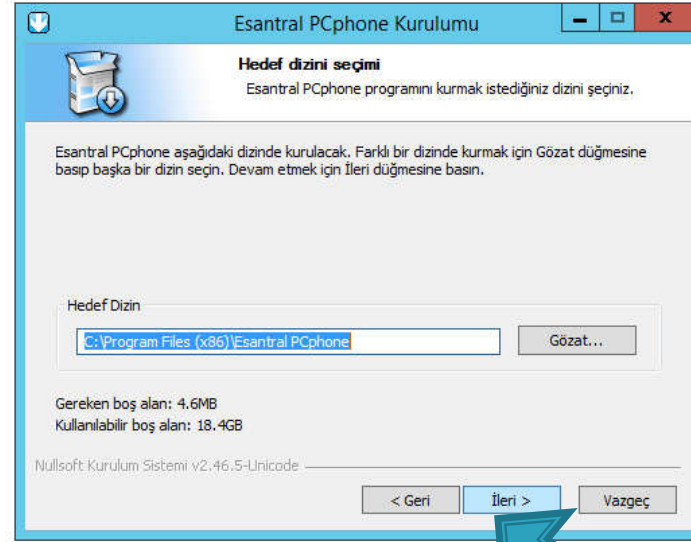 Esantral PCphone Kurulumu
Hedef dizini seçimi
Esantral PCphone programını kurmak istediğiniz dizini şeçiniz.
Esantral PCphone aşağıdaki dizinde kurulacak. Farklı bir dizinde kurmak için Gözat düğmesine
basıp başka bir dizin seçin. Devam etmek için İleri düğmesine basın.
Hedef Dizin
C:\Program Files (x86)\Esantral PCphone
Gözat...
Gereken boş alan: 4.6MB
Kullanılabilir boş alan: 18.4GB
Nullsoft Kurulum Sistemi v2.46.5-Unicode
< Geri
İleri >
Vazgeç